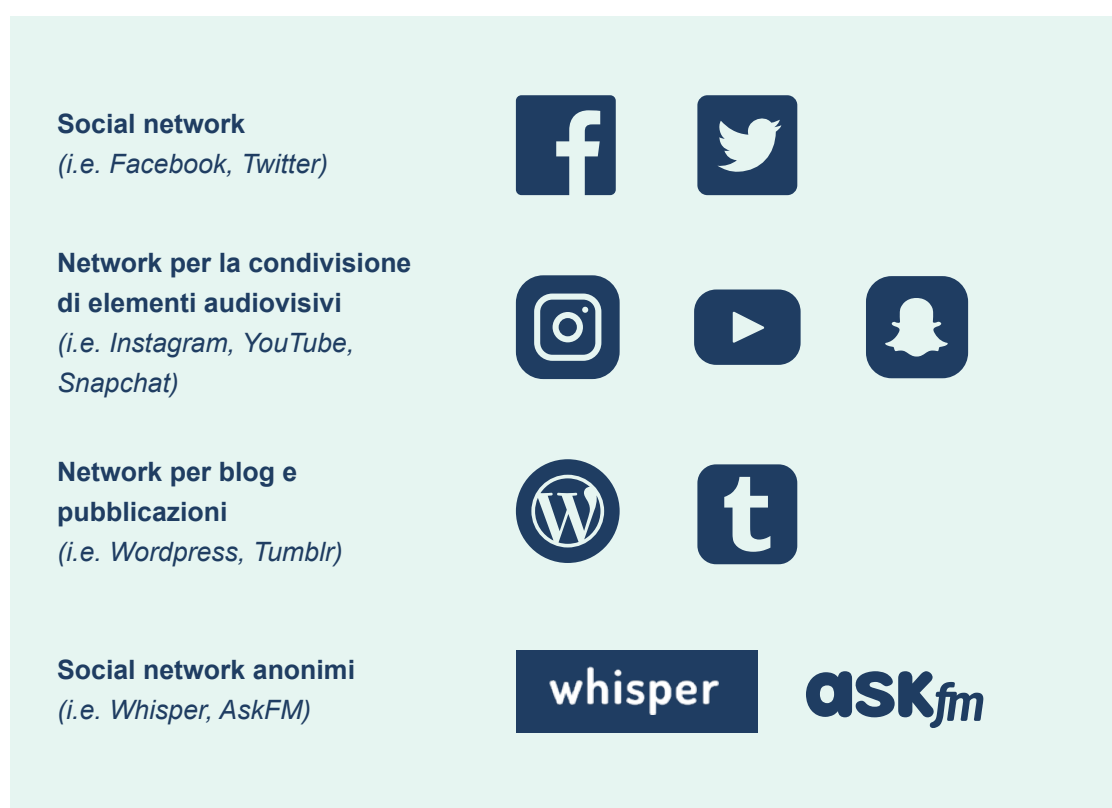 Social network
(i.e. Facebook, Twitter)
Network per la condivisione
di elementi audiovisivi
(i.e. Instagram, YouTube,
Snapchat)
Network per blog e
pubblicazioni
(i.e. Wordpress, Tumblr)
Social network anonimi
(i.e. Whisper, AskFM)
whisper
askfm